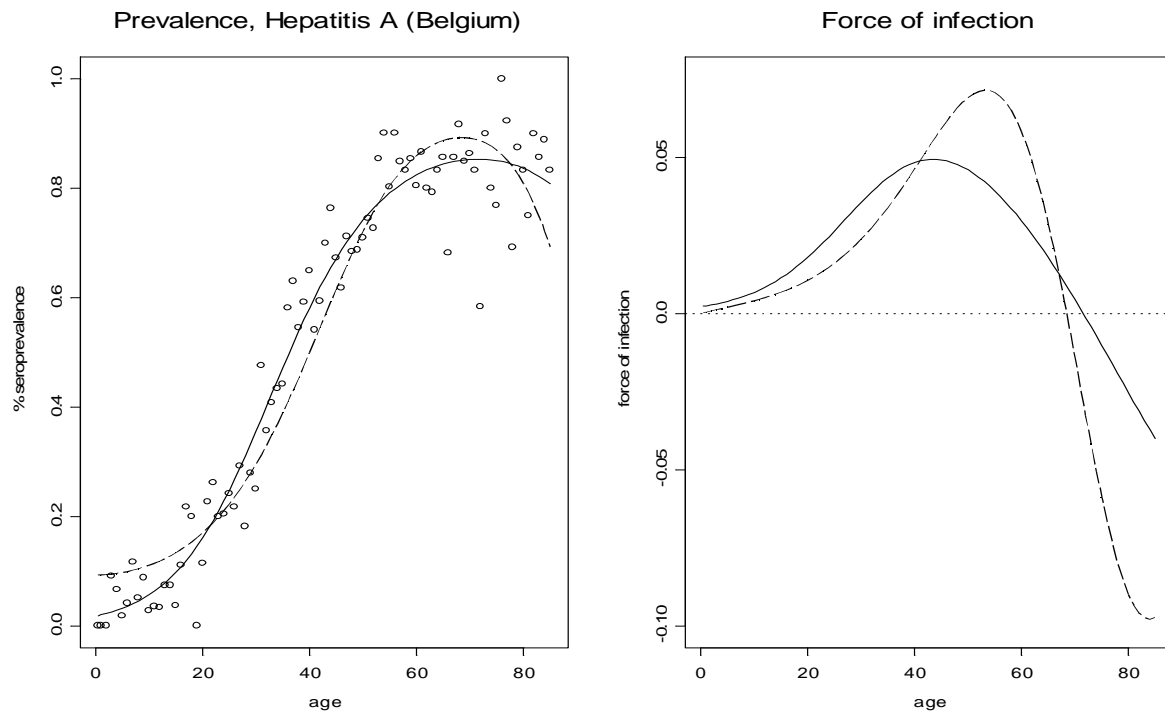 Prevalence, Hepatitis A (Belgium)
% seroprevalence
1.0
0.8
0.6
0.4
0.2
0.0
0 20 40 60 80
age
Force of infection
force of infection
0.05
0.0
-0.05
-0.10
0 20 40 60 80
age